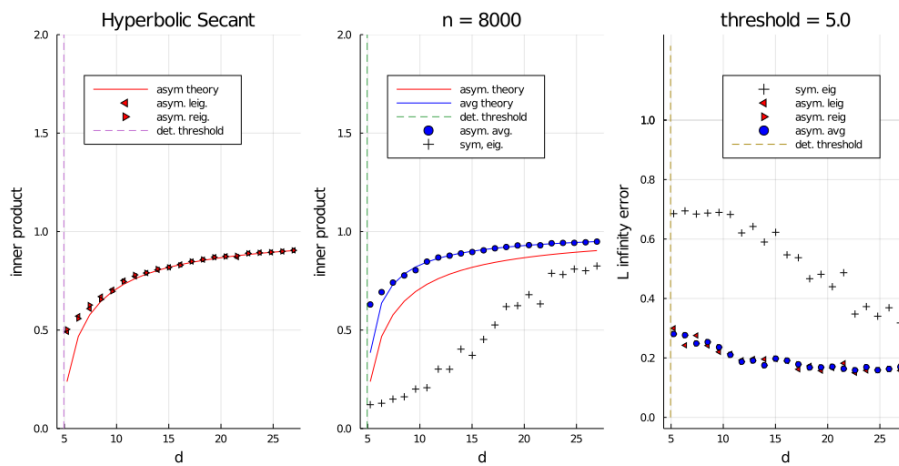 Hyperbolic Secant
2.0
1.5
1.0
0.5
0.0
5
10
15
20
25
inner product
d
asym theory
asym. leig.
asym. reig.
det. threshold
n = 8000
2.0
1.5
1.0
0.5
0.0
5
10
15
20
25
inner product
d
asym. theory
avg theory
det. threshold
asym. avg.
sym, eig.
threshold = 5.0
1.0
0.8
0.6
0.4
0.2
0.0
5
10
15
20
25
L infinity error
d
sym. eig
asym. leig
asym. reig
asym. avg
det. threshold